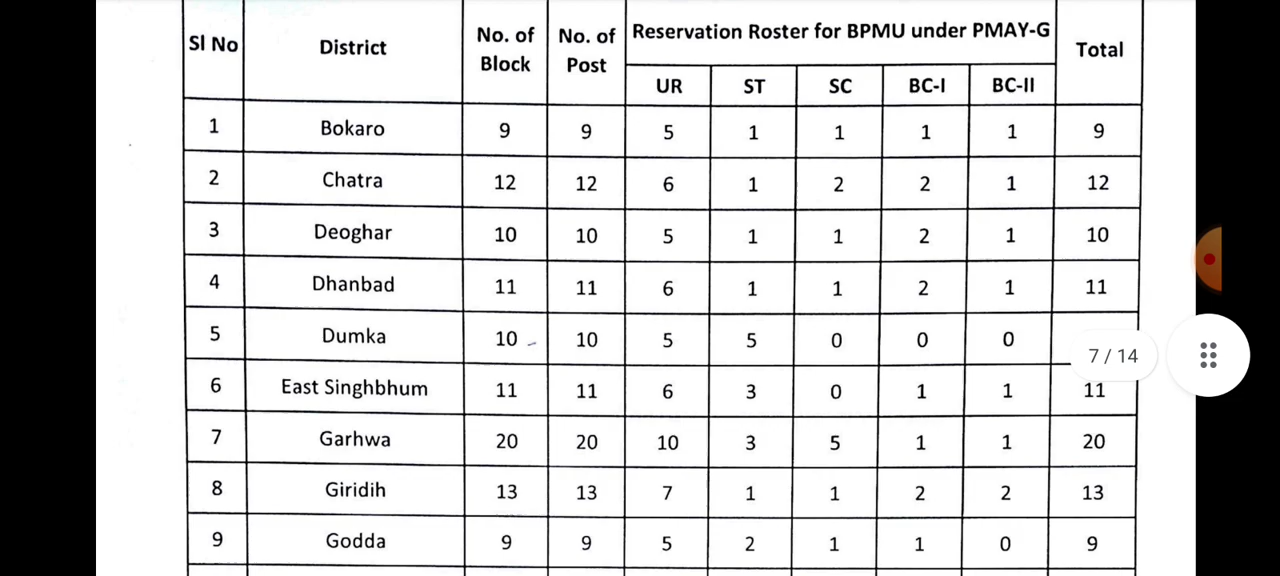 Sl No District No. of Block No. of Post Reservation Roster for BPMU under PMAY-G Total
UR ST SC BC-I BC-II
1 Bokaro 9 9 5 1 1 1 1 9
2 Chatra 12 12 6 1 2 2 1 12
3 Deoghar 10 10 5 1 1 2 1 10
4 Dhanbad 11 11 6 1 1 2 1 11
5 Dumka 10 10 5 5 0 0 0
7 / 14
6 East Singhbhum 11 11 6 3 0 1 1 11
7 Garhwa 20 20 10 3 5 1 1 20
8 Giridih 13 13 7 1 1 2 2 13
9 Godda 9 9 5 2 1 1 0 9